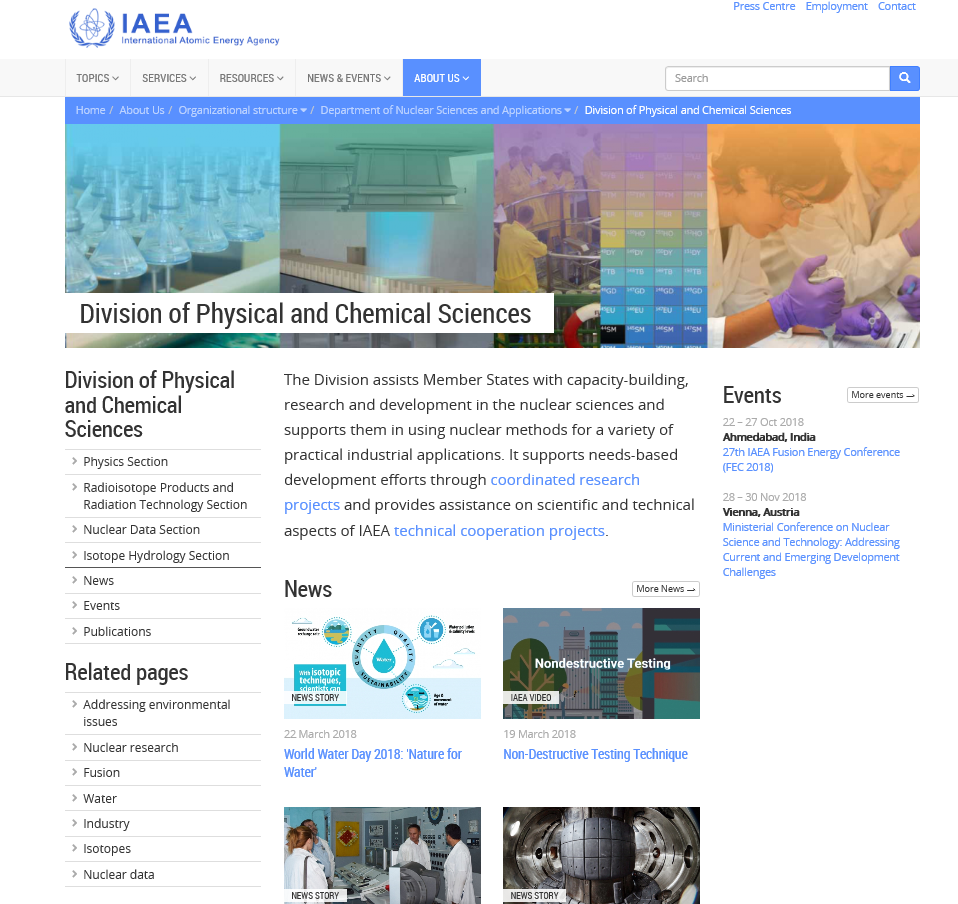 Press Centre Employment Contact
IAEA
International Atomic Energy Agency
TOPICS SERVICES RESOURCES NEWS & EVENTS ABOUT US Search
Home / About Us / Organizational structure / Department of Nuclear Sciences and Applications / Division of Physical and Chemical Sciences
Division of Physical and Chemical Sciences
Division of Physical
and Chemical
Sciences
Physics Section
Radioisotope Products and
Radiation Technology Section
Nuclear Data Section
Isotope Hydrology Section
News
Events
Publications
Related pages
Addressing environmental
issues
Nuclear research
Fusion
Water
Industry
Isotopes
Nuclear data
The Division assists Member States with capacity-building,
research and development in the nuclear sciences and
supports them in using nuclear methods for a variety of
practical industrial applications. It supports needs-based
development efforts through coordinated research
projects and provides assistance on scientific and technical
aspects of IAEA technical cooperation projects.
News More News
QUANTITY QUALITY
Water
SUSTAINABILITY
With isotopic
techniques,
scientists can
NEWS STORY
22 March 2018
World Water Day 2018: 'Nature for
Water'
Nondestructive Testing
IAEA VIDEO
19 March 2018
Non-Destructive Testing Technique
NEWS STORY
NEWS STORY
Events More events
22 – 27 Oct 2018
Ahmedabad, India
27th IAEA Fusion Energy Conference
(FEC 2018)
28 – 30 Nov 2018
Vienna, Austria
Ministerial Conference on Nuclear
Science and Technology: Addressing
Current and Emerging Development
Challenges